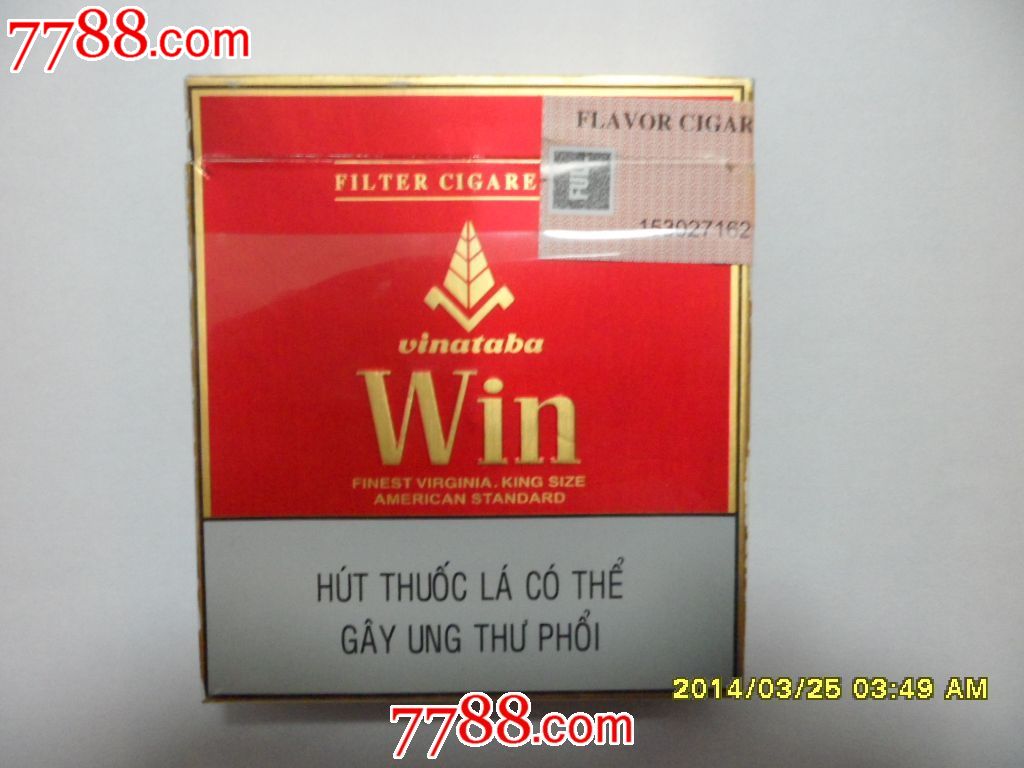 7788.com
FLAVOR CIGAR
FILTER CIGARE
FULL
153027162
vinataba
Win
FINEST VIRGINIA. KING SIZE
AMERICAN STANDARD
HÚT THUỐC LÁ CÓ THỂ
GÂY UNG THƯ PHỔI
2014/03/25 03:49 AM
7788.com